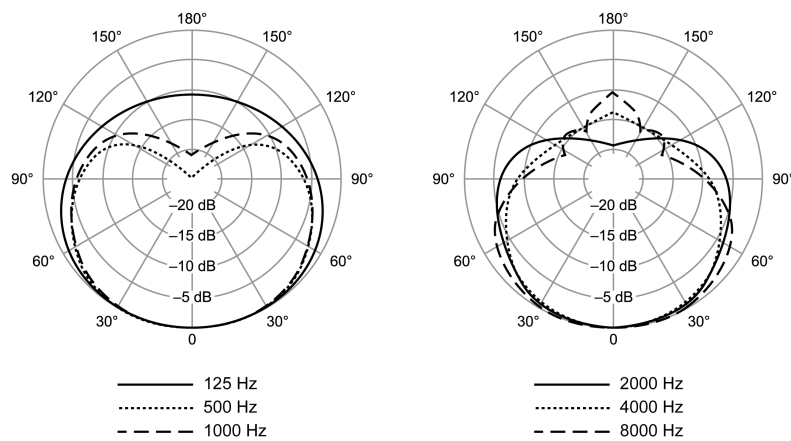 180°
150° 150°
120° 120°
90° 90°
–20 dB
–15 dB
60° 60°
–10 dB
–5 dB
30° 30°
0
125 Hz
500 Hz
1000 Hz
180°
150° 150°
120° 120°
90° 90°
–20 dB
–15 dB
60° 60°
–10 dB
–5 dB
30° 30°
0
2000 Hz
4000 Hz
8000 Hz